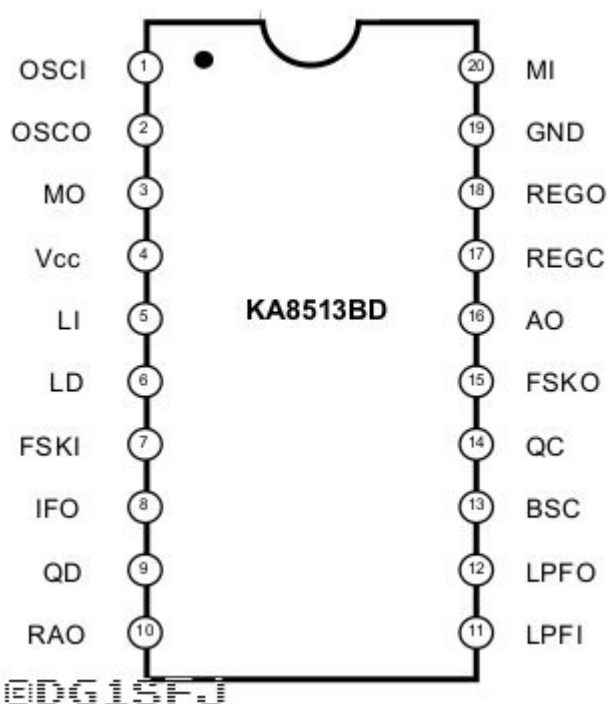 OSCI 1 20 MI
OSCO 2 19 GND
MO 3 18 REGO
Vcc 4 17 REGC
LI 5 KA8513BD 16 AO
LD 6 15 FSKO
FSKI 7 14 QC
IFO 8 13 BSC
QD 9 12 LPFO
RAO 10 11 LPFI
©DG1SFJ